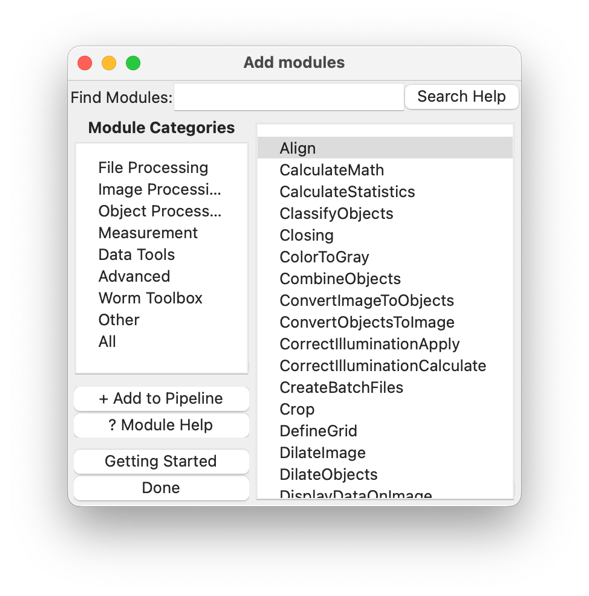 Add modules
Find Modules:
Search Help
Module Categories
File Processing
Image Processi...
Object Process...
Measurement
Data Tools
Advanced
Worm Toolbox
Other
All
+ Add to Pipeline
? Module Help
Getting Started
Done
Align
CalculateMath
CalculateStatistics
ClassifyObjects
Closing
ColorToGray
CombineObjects
ConvertImageToObjects
ConvertObjectsToImage
CorrectIlluminationApply
CorrectIlluminationCalculate
CreateBatchFiles
Crop
DefineGrid
DilateImage
DilateObjects
DisplayDataOnImage